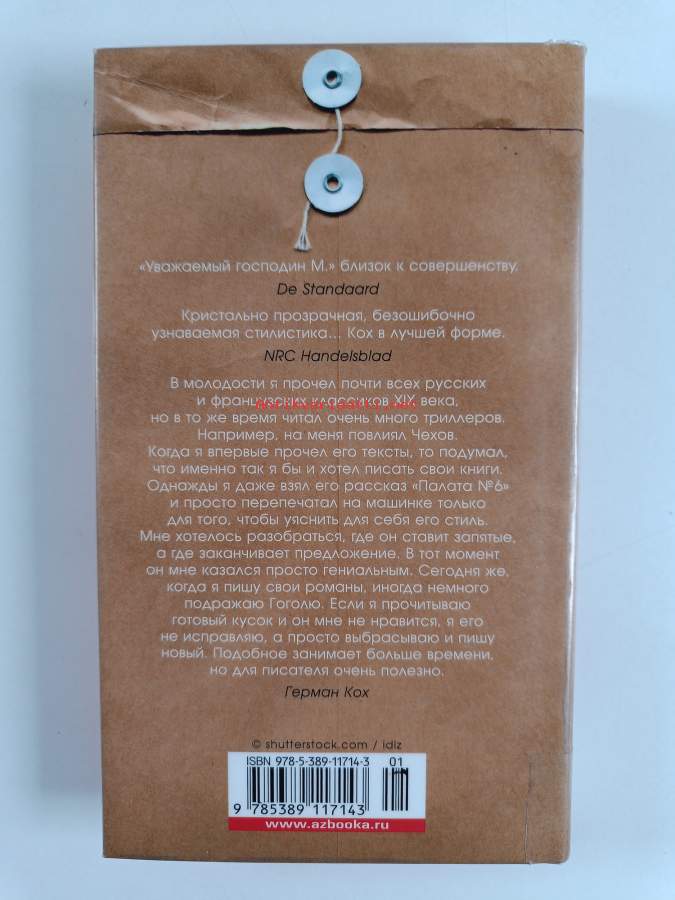 «Уважаемый господин М.» близок к совершенству.
De Standaard
Кристально прозрачная, безошибочно
узнаваемая стилистика... Кох в лучшей форме.
NRC Handelsblad
В молодости я прочел почти всех русских
и французских классиков XIX века,
но в то же время читал очень много триллеров.
Например, на меня повлиял Чехов.
Когда я впервые прочел его тексты, то подумал,
что именно так я бы и хотел писать свои книги.
Однажды я даже взял его рассказ «Палата №6»
и просто перепечатал на машинке только
для того, чтобы уяснить для себя его стиль.
Мне хотелось разобраться, где он ставит запятые,
а где заканчивает предложение. В тот момент
он мне казался просто гениальным. Сегодня же,
когда я пишу свои романы, иногда немного
подражаю Гоголю. Если я прочитываю
готовый кусок и он мне не нравится, я его
не исправляю, а просто выбрасываю и пишу
новый. Подобное занимает больше времени,
но для писателя очень полезно.
Герман Кох
© shutterstock.com / idiz
ISBN 978-5-389-11714-3 01
9 785389 117143
www.azbooka.ru